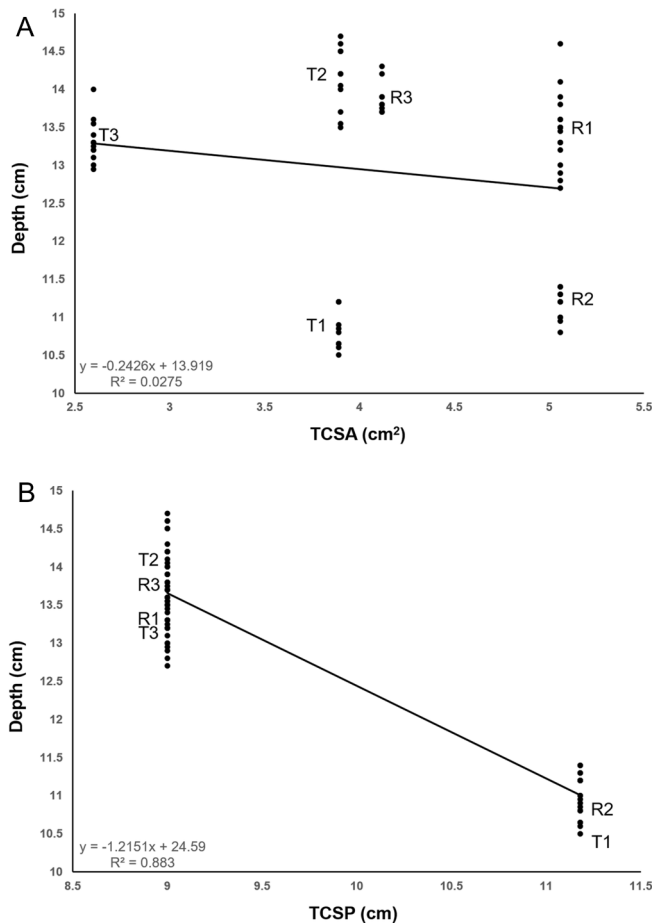 A
15
14.5
14
13.5
13
12.5
12
11.5
11
10.5
10
Depth (cm)
T2
R3
R1
T3
R2
T1
y = -0.2426x + 13.919
R² = 0.0275
2.5 3 3.5 4 4.5 5 5.5
TCSA (cm²)
B
15
14.5
14
13.5
13
12.5
12
11.5
11
10.5
10
Depth (cm)
T2
R3
R1
T3
R2
T1
y = -1.2151x + 24.59
R² = 0.883
8.5 9 9.5 10 10.5 11 11.5
TCSP (cm)